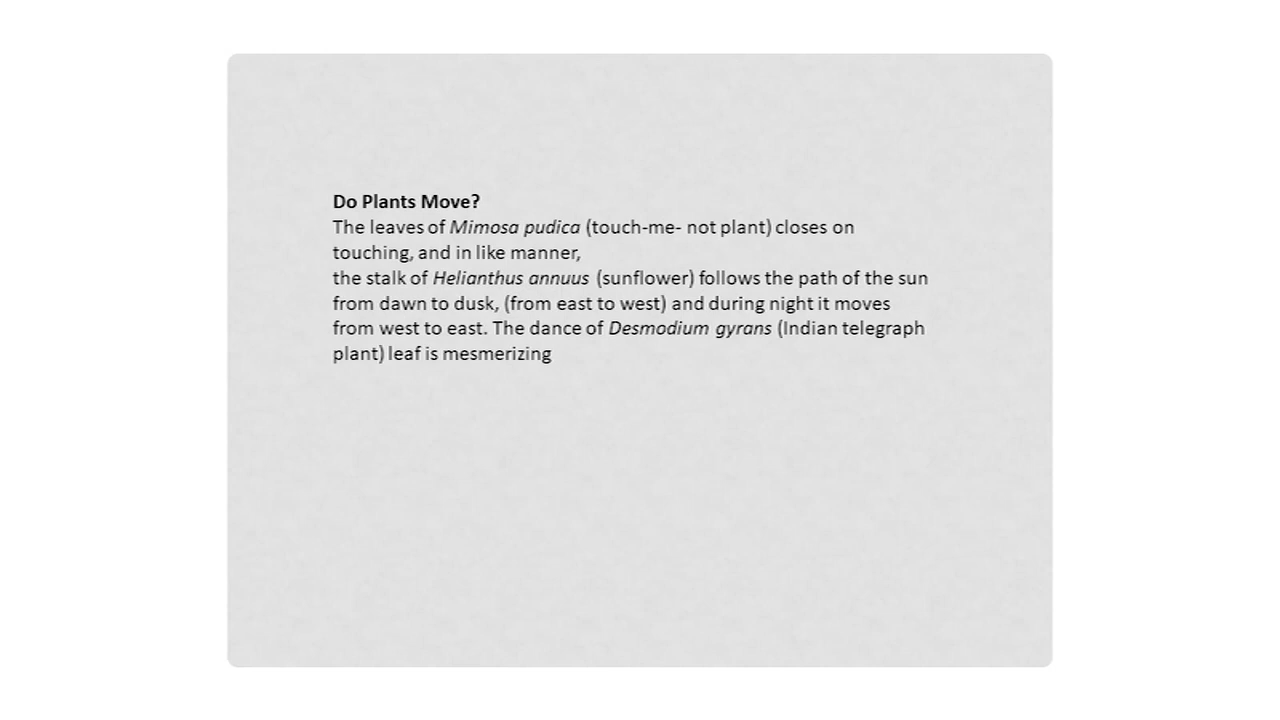 Do Plants Move?
The leaves of Mimosa pudica (touch-me- not plant) closes on
touching, and in like manner,
the stalk of Helianthus annuus (sunflower) follows the path of the sun
from dawn to dusk, (from east to west) and during night it moves
from west to east. The dance of Desmodium gyrans (Indian telegraph
plant) leaf is mesmerizing